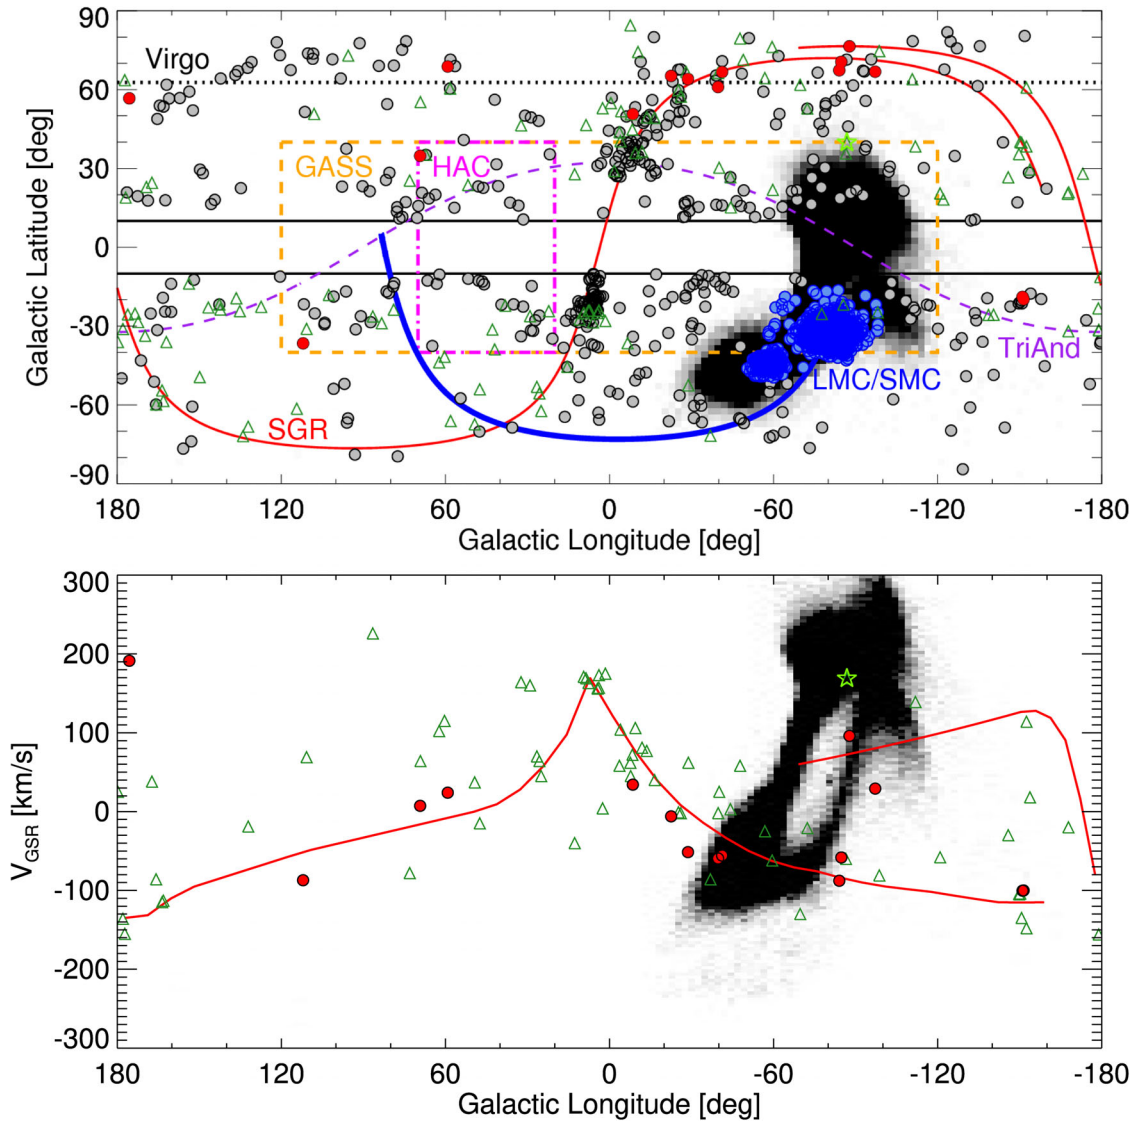 90
60
30
0
-30
-60
-90
Galactic Latitude [deg]
Virgo
GASS
HAC
SGR
TriAnd
LMC/SMC
180 120 60 0 -60 -120 -180
Galactic Longitude [deg]
300
200
100
0
-100
-200
-300
V_GSR [km/s]
180 120 60 0 -60 -120 -180
Galactic Longitude [deg]